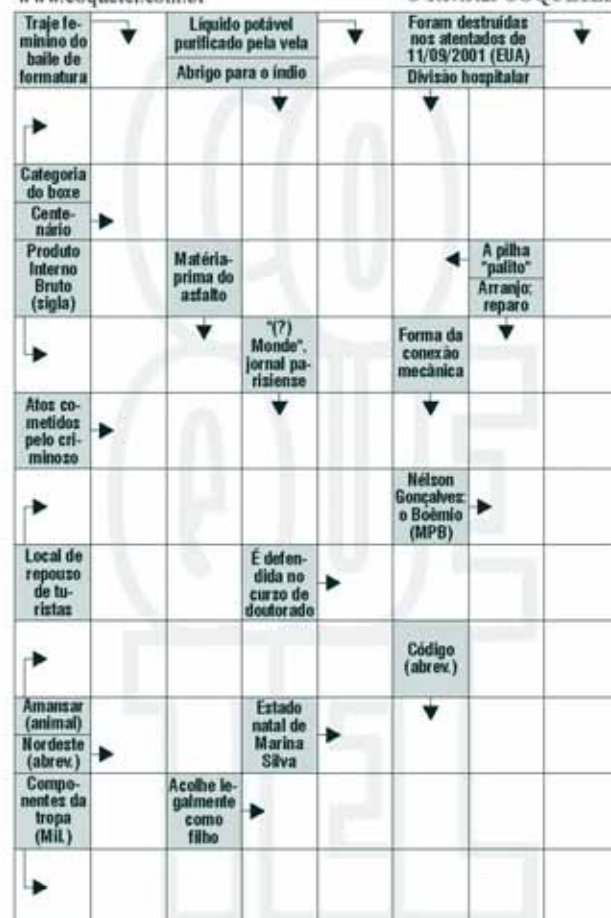 www.coquetel.com.br
Traje fe-
minino do
baile de
formatura
Líquido potável
purificado pela vela
Abrigo para o índio
Foram destruídas
nos atentados de
11/09/2001 (EUA)
Divisão hospitalar
Categoria
do boxe
Cente-
nário
Produto
Interno
Bruto
(sigla)
Matéria-
prima do
asfalto
A pilha
"palito"
Arranjo;
reparo
"(?)
Monde",
jornal pa-
risiense
Forma da
conexão
mecânica
Atos co-
metidos
pelo cri-
minoso
Nélson
Gonçalves:
o Boêmio
(MPB)
Local de
repouso
de tu-
ristas
É defen-
dida no
curso de
doutorado
Código
(abrev.)
Amansar
(animal)
Nordeste
(abrev.)
Estado
natal de
Marina
Silva
Compo-
nentes da
tropa
(Mil.)
Acolhe le-
galmente
como
filho